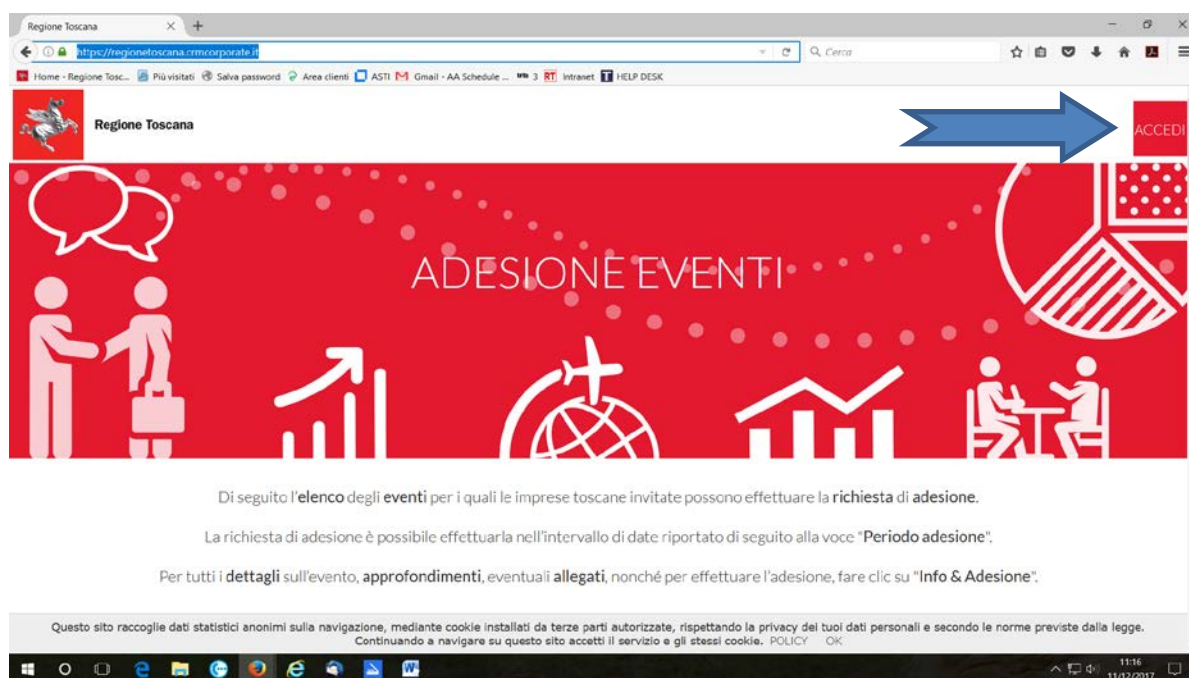 Regione Toscana
https://regionetoscana.crmcorporate.it
Cerca
Home - Regione Tosc... Più visitati Salva password Area clienti ASTI Gmail - AA Schedule ... 3 RT Intranet HELP DESK
Regione Toscana
ACCEDI
ADESIONE EVENTI
Di seguito l'elenco degli eventi per i quali le imprese toscane invitate possono effettuare la richiesta di adesione.
La richiesta di adesione è possibile effettuarla nell'intervallo di date riportato di seguito alla voce "Periodo adesione".
Per tutti i dettagli sull'evento, approfondimenti, eventuali allegati, nonché per effettuare l'adesione, fare clic su "Info & Adesione".
Questo sito raccoglie dati statistici anonimi sulla navigazione, mediante cookie installati da terze parti autorizzate, rispettando la privacy dei tuoi dati personali e secondo le norme previste dalla legge.
Continuando a navigare su questo sito accetti il servizio e gli stessi cookie. POLICY OK
11:16
11/12/2017